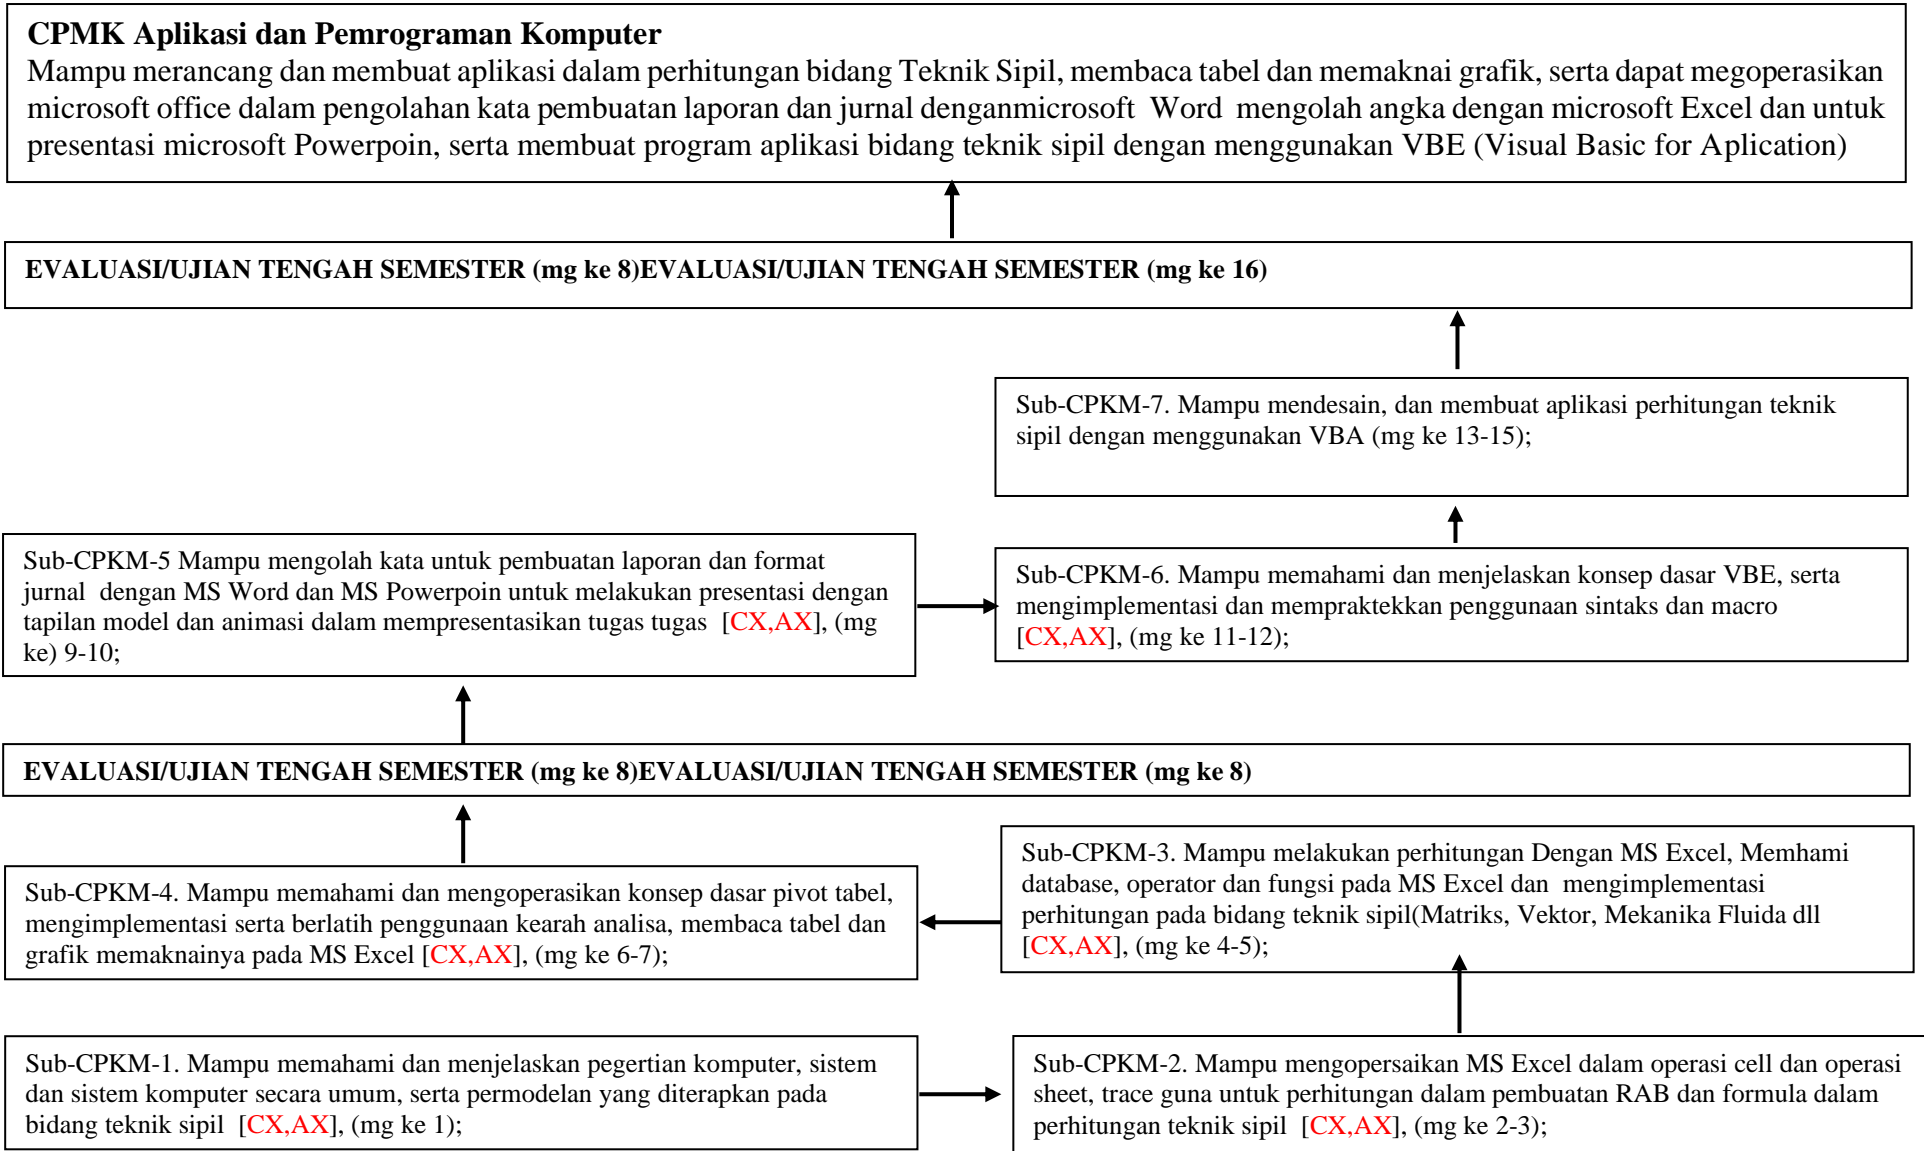 CPMK Aplikasi dan Pemrograman Komputer
Mampu merancang dan membuat aplikasi dalam perhitungan bidang Teknik Sipil, membaca tabel dan memaknai grafik, serta dapat megoperasikan
microsoft office dalam pengolahan kata pembuatan laporan dan jurnal denganmicrosoft Word mengolah angka dengan microsoft Excel dan untuk
presentasi microsoft Powerpoin, serta membuat program aplikasi bidang teknik sipil dengan menggunakan VBE (Visual Basic for Aplication)
EVALUASI/UJIAN TENGAH SEMESTER (mg ke 8)EVALUASI/UJIAN TENGAH SEMESTER (mg ke 16)
Sub-CPKM-7. Mampu mendesain, dan membuat aplikasi perhitungan teknik
sipil dengan menggunakan VBA (mg ke 13-15);
Sub-CPKM-5 Mampu mengolah kata untuk pembuatan laporan dan format
jurnal dengan MS Word dan MS Powerpoin untuk melakukan presentasi dengan
tapilan model dan animasi dalam mempresentasikan tugas tugas [CX,AX], (mg
ke) 9-10;
Sub-CPKM-6. Mampu memahami dan menjelaskan konsep dasar VBE, serta
mengimplementasi dan mempraktekkan penggunaan sintaks dan macro
[CX,AX], (mg ke 11-12);
EVALUASI/UJIAN TENGAH SEMESTER (mg ke 8)EVALUASI/UJIAN TENGAH SEMESTER (mg ke 8)
Sub-CPKM-4. Mampu memahami dan mengoperasikan konsep dasar pivot tabel,
mengimplementasi serta berlatih penggunaan kearah analisa, membaca tabel dan
grafik memaknainya pada MS Excel [CX,AX], (mg ke 6-7);
Sub-CPKM-3. Mampu melakukan perhitungan Dengan MS Excel, Memhami
database, operator dan fungsi pada MS Excel dan mengimplementasi
perhitungan pada bidang teknik sipil(Matriks, Vektor, Mekanika Fluida dll
[CX,AX], (mg ke 4-5);
Sub-CPKM-1. Mampu memahami dan menjelaskan pegertian komputer, sistem
dan sistem komputer secara umum, serta permodelan yang diterapkan pada
bidang teknik sipil [CX,AX], (mg ke 1);
Sub-CPKM-2. Mampu mengopersaikan MS Excel dalam operasi cell dan operasi
sheet, trace guna untuk perhitungan dalam pembuatan RAB dan formula dalam
perhitungan teknik sipil [CX,AX], (mg ke 2-3);